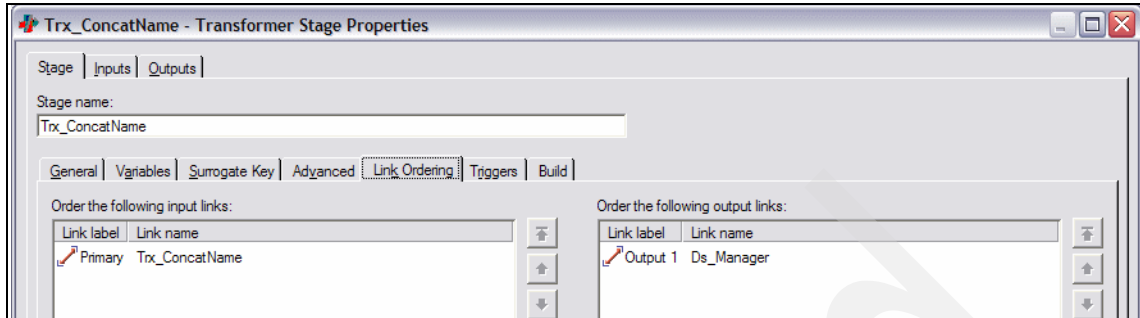 Trx_ConcatName - Transformer Stage Properties
Stage Inputs Outputs
Stage name:
Trx_ConcatName
General Variables Surrogate Key Advanced Link Ordering Triggers Build
Order the following input links:
Link label Link name
Primary Trx_ConcatName
Order the following output links:
Link label Link name
Output 1 Ds_Manager